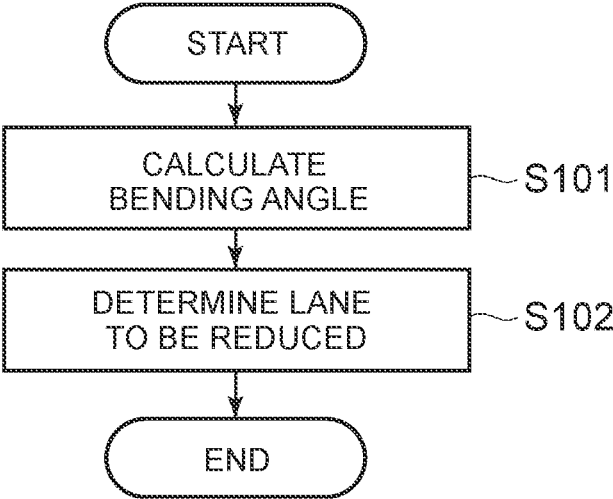 START
CALCULATE
BENDING ANGLE
S101
DETERMINE LANE
TO BE REDUCED
S102
END